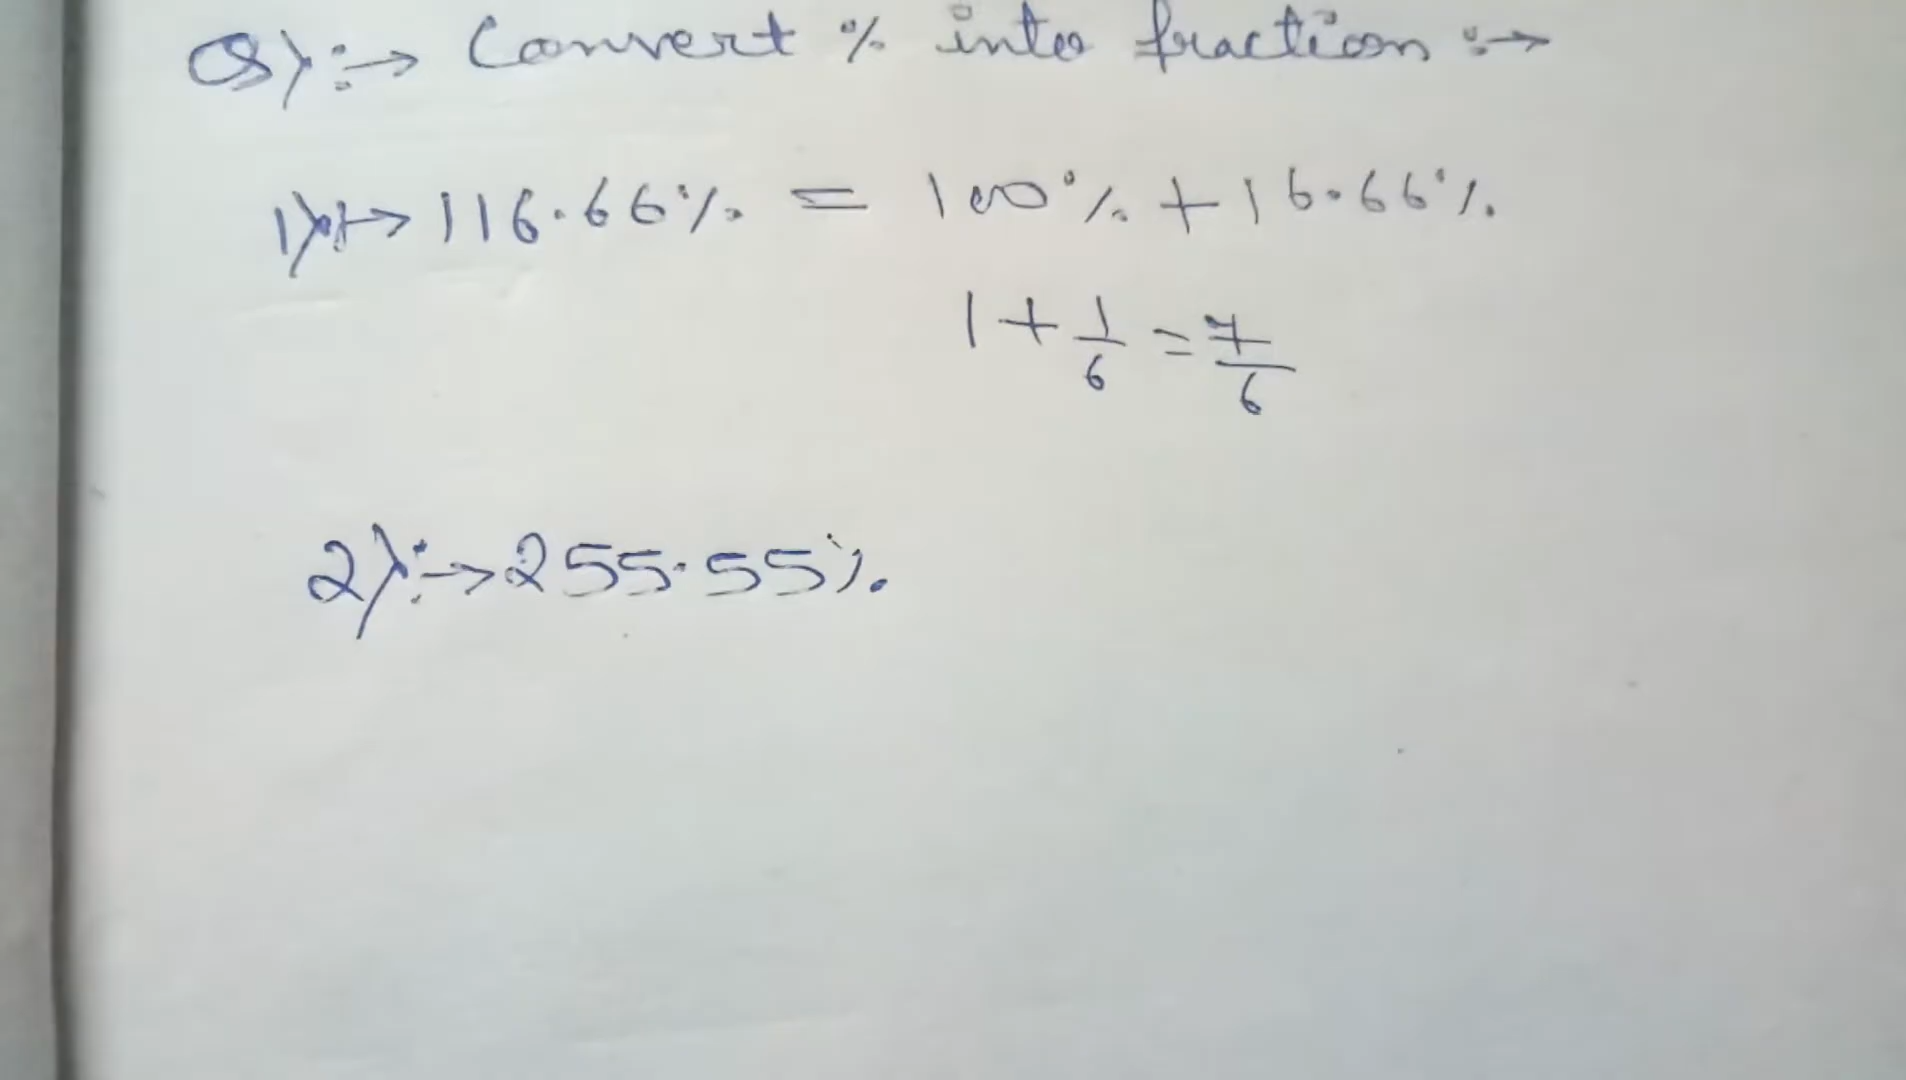 Q):→ Convert % into fraction :→
1):→ 116.66% = 100% + 16.66%.
1 + 1/6 = 7/6
2):→ 255.55%.